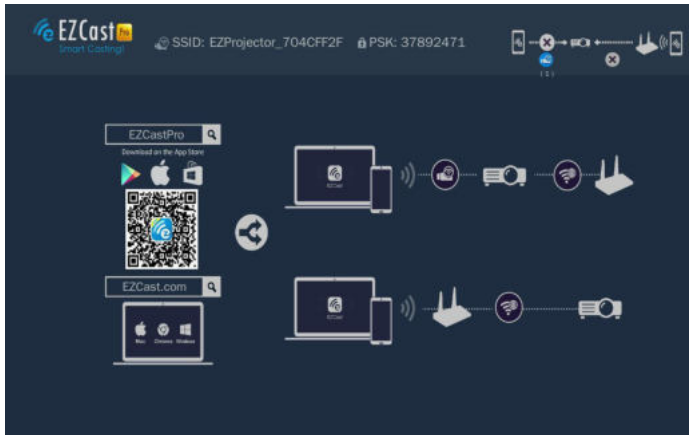 EZCast Pro
Smart Casting!
SSID: EZProjector_704CFF2F
PSK: 37892471
( 1 )
EZCastPro
Download on the App Store
EZCast
EZCast.com
Mac Chrome Windows
EZCast